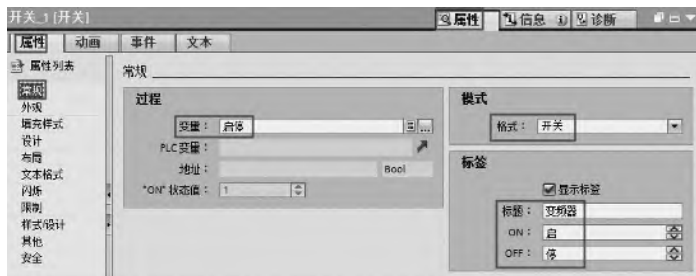 开关_1 [开关]
属性 信息 诊断
属性 动画 事件 文本
属性列表
常规
外观
填充样式
设计
布局
文本格式
闪烁
限制
样式/设计
其他
安全
常规
过程
变量： 启停
PLC 变量：
地址： Bool
"ON" 状态值： 1
模式
格式： 开关
标签
显示标签
标题： 变频器
ON： 启
OFF： 停